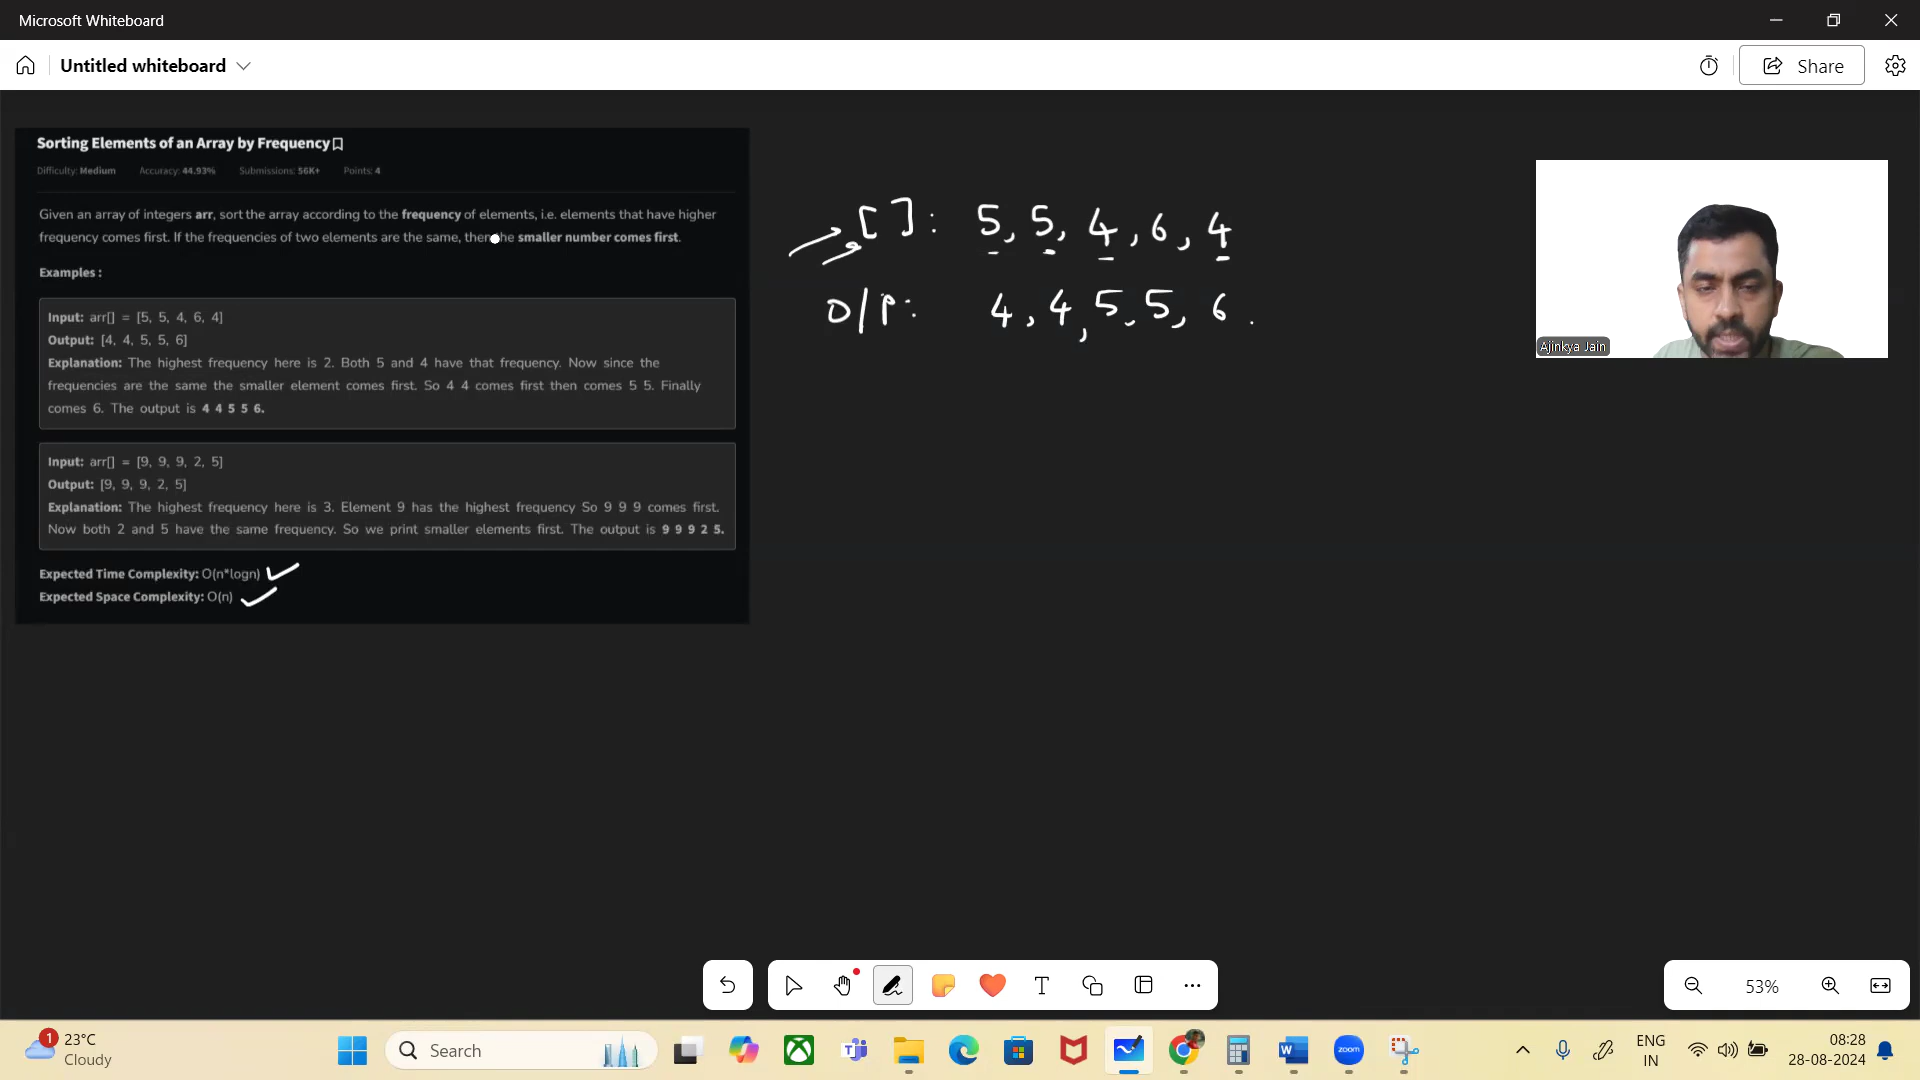 Microsoft Whiteboard
Untitled whiteboard
Share
Sorting Elements of an Array by Frequency
Difficulty: Medium Accuracy: 44.93% Submissions: 56K+ Points: 4
Given an array of integers arr, sort the array according to the frequency of elements, i.e. elements that have higher
frequency comes first. If the frequencies of two elements are the same, then the smaller number comes first.
Examples :
Input: arr[] = [5, 5, 4, 6, 4]
Output: [4, 4, 5, 5, 6]
Explanation: The highest frequency here is 2. Both 5 and 4 have that frequency. Now since the
frequencies are the same the smaller element comes first. So 4 4 comes first then comes 5 5. Finally
comes 6. The output is 4 4 5 5 6.
Input: arr[] = [9, 9, 9, 2, 5]
Output: [9, 9, 9, 2, 5]
Explanation: The highest frequency here is 3. Element 9 has the highest frequency So 9 9 9 comes first.
Now both 2 and 5 have the same frequency. So we print smaller elements first. The output is 9 9 9 2 5.
Expected Time Complexity: O(n*logn)
Expected Space Complexity: O(n)
[ ] : 5, 5, 4, 6, 4
O/P: 4, 4, 5, 5, 6.
Ajinkya Jain
53%
1
23°C
Cloudy
Search
zoom
ENG
IN
08:28
28-08-2024